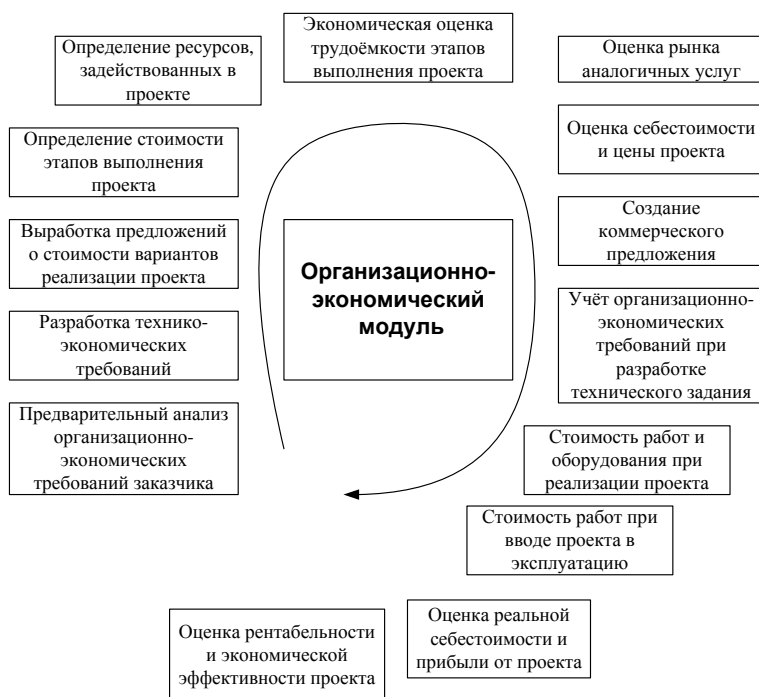 Экономическая оценка
трудоёмкости этапов
выполнения проекта
Определение ресурсов,
задействованных в
проекте
Оценка рынка
аналогичных услуг
Определение стоимости
этапов выполнения
проекта
Оценка себестоимости
и цены проекта
Выработка предложений
о стоимости вариантов
реализации проекта
Организационно-
экономический
модуль
Создание
коммерческого
предложения
Разработка технико-
экономических
требований
Учёт организационно-
экономических
требований при
разработке
технического задания
Предварительный анализ
организационно-
экономических
требований заказчика
Стоимость работ и
оборудования при
реализации проекта
Стоимость работ при
вводе проекта в
эксплуатацию
Оценка рентабельности
и экономической
эффективности проекта
Оценка реальной
себестоимости и
прибыли от проекта